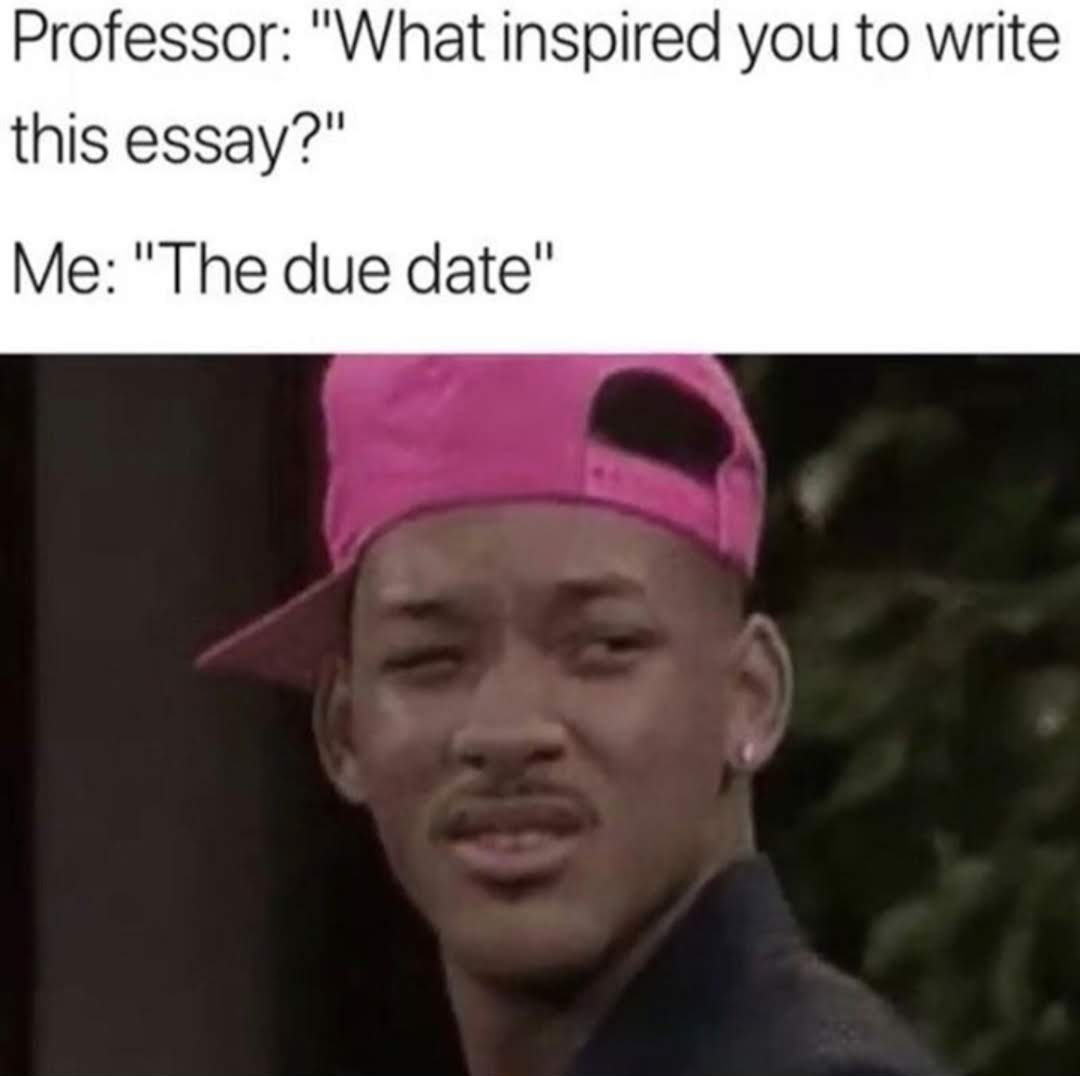 Professor: "What inspired you to write
this essay?"
Me: "The due date"